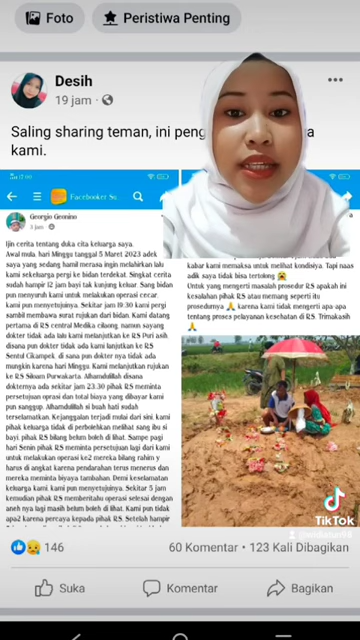 Foto
Peristiwa Penting
Desih
19 jam
Saling sharing teman, ini peng
a
kami.
Facebooker Se
Georgio Geonino
3 jam
Ijin cerita tentang duka cita keluarga saya
Awal mula hari Minggu tanggal 5 Maret 2023 adek
saya yang sedang hamil merasa ingin melahirkan lalu
kami sekeluarga pergi ke bidan terdekat. Singkat cerita
sudah hampir 12 jam bayi tak kunjung keluar. Sang bidan
pun menyuruh kami untuk melakukan operasi cecar
kami pun menyetujuinya. Sekitar jam 19:30 kami pergi
sambil membawa surat rujukan dari bidan. Kami datang
pertama di RS central Medika cilaong, namun sayang
dokter tidak ada lalu kami melanjutkan ke RS Puri asih,
disana pun dokter tidak ada kami lanjutkan ke RS
Sentul Cikampek, di sana pun dokter nya tidak ada
mungkin karena hari Minggu. Kami melanjutkan rujukan
ke RS Siloam Purwakarta. Alhamdulillah disana
dokternya ada sekitar jam 23.30 pihak RS meminta
persetujuan oprasi dan total biaya yang dibayar kami
pun sanggup. Alhamdulillah si buah hati sudah
terselamatkan. Kejanggalan terjadi mulai dari sini, kami
pihak keluarga tidak di perbolehkan melihat sang ibu si
bayi, pihak RS bilang belum boleh di lihat. Sampe pagi
hari Senin pihak RS meminta persetujuan lagi dari kami
untuk melakukan operasi ke2 mereka bilang rahim y
harus di angkat karena pendarahan terus menerus dan
mereka meminta biayaa tambahan. Demi keselamatan
keluarga kami, kami pun menyetujuinya. Sekitar 5 jam
kemudian pihak RS memberitahu operasi selesai dengan
aneh nya lagi masih belum boleh di lihat. Kami pun tidak
apa2 karena percaya kepada pihak RS. Setelah hampir
kabar kami memaksa untuk melihat kondisiya. Tapi naas
adik saya tidak bisa tertolong
Untuk yang mengerti masalah prosedur RS apakah ini
kesalahan pihak RS atau memang seperti itu
prosedurnya karena kami tidak mengerti apa-apa
tentang proses pelayanan kesehatan di RS. Trimakasih
TikTok
146
60 Komentar • 123 Kali Dibagikan
Suka
Komentar
Bagikan